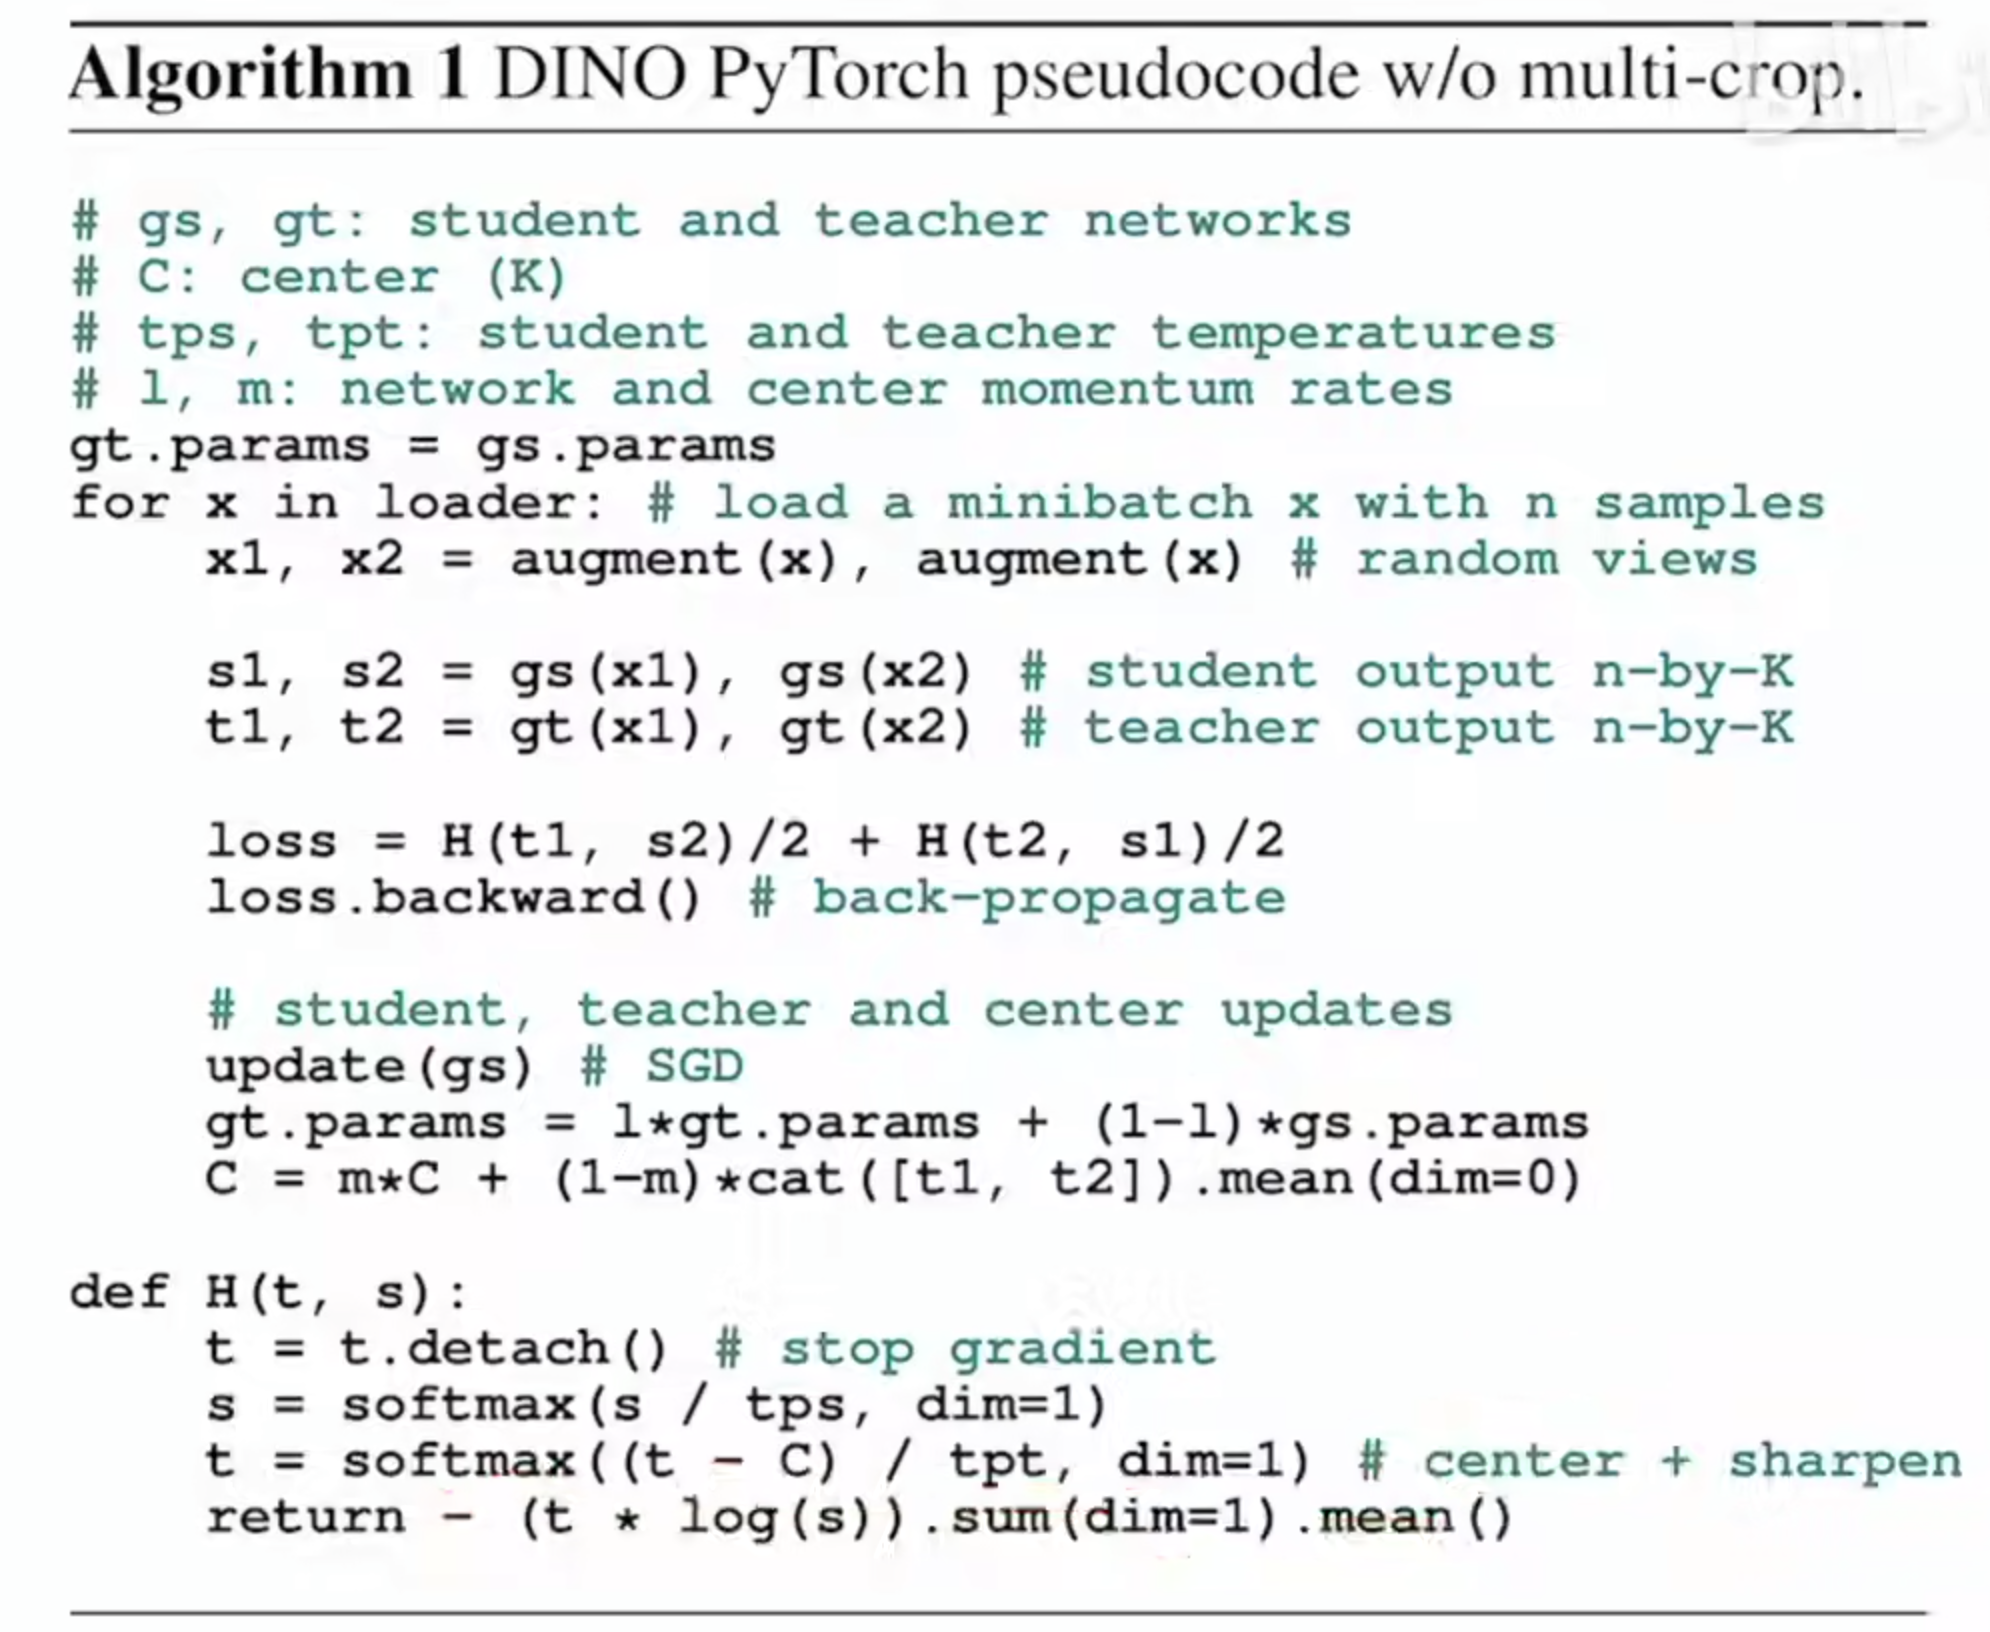 Algorithm 1 DINO PyTorch pseudocode w/o multi-crop.
# gs, gt: student and teacher networks
# C: center (K)
# tps, tpt: student and teacher temperatures
# l, m: network and center momentum rates
gt.params = gs.params
for x in loader: # load a minibatch x with n samples
    x1, x2 = augment(x), augment(x) # random views
    s1, s2 = gs(x1), gs(x2) # student output n-by-K
    t1, t2 = gt(x1), gt(x2) # teacher output n-by-K
    loss = H(t1, s2)/2 + H(t2, s1)/2
    loss.backward() # back-propagate
    # student, teacher and center updates
    update(gs) # SGD
    gt.params = l*gt.params + (1-l)*gs.params
    C = m*C + (1-m)*cat([t1, t2]).mean(dim=0)
def H(t, s):
    t = t.detach() # stop gradient
    s = softmax(s / tps, dim=1)
    t = softmax((t - C) / tpt, dim=1) # center + sharpen
    return - (t * log(s)).sum(dim=1).mean()